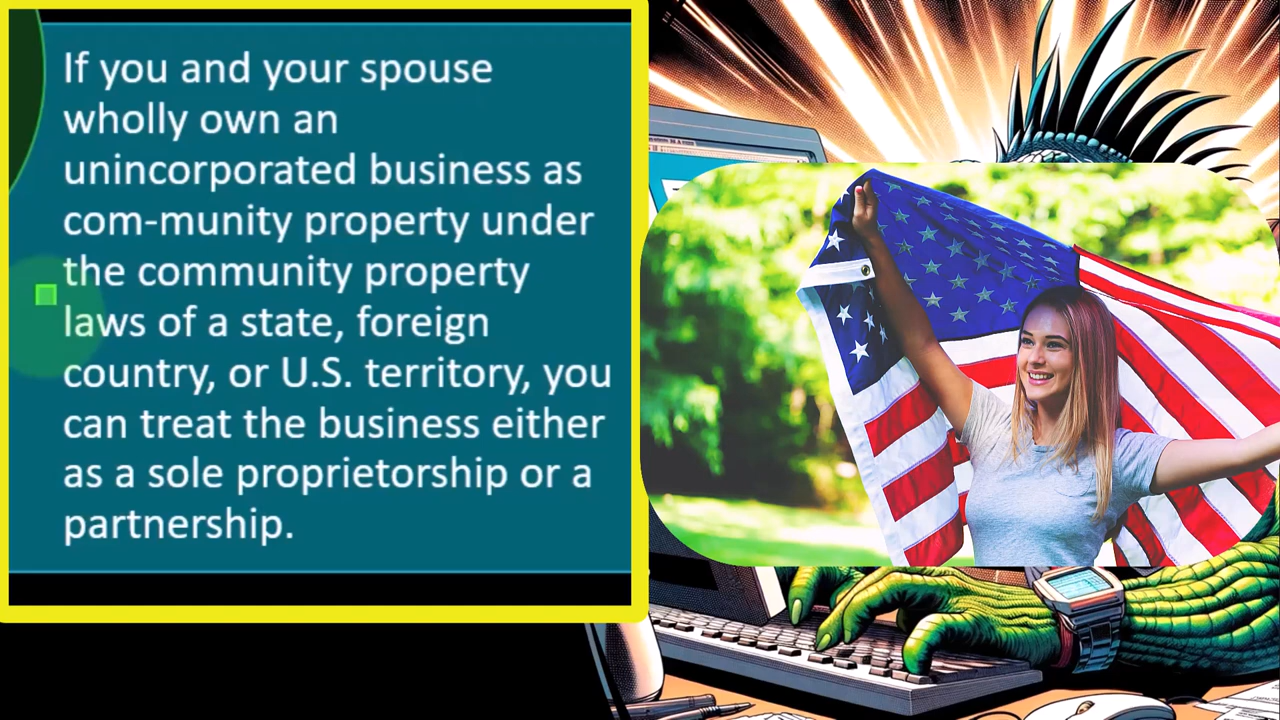 If you and your spouse
wholly own an
unincorporated business as
com-munity property under
the community property
laws of a state, foreign
country, or U.S. territory, you
can treat the business either
as a sole proprietorship or a
partnership.